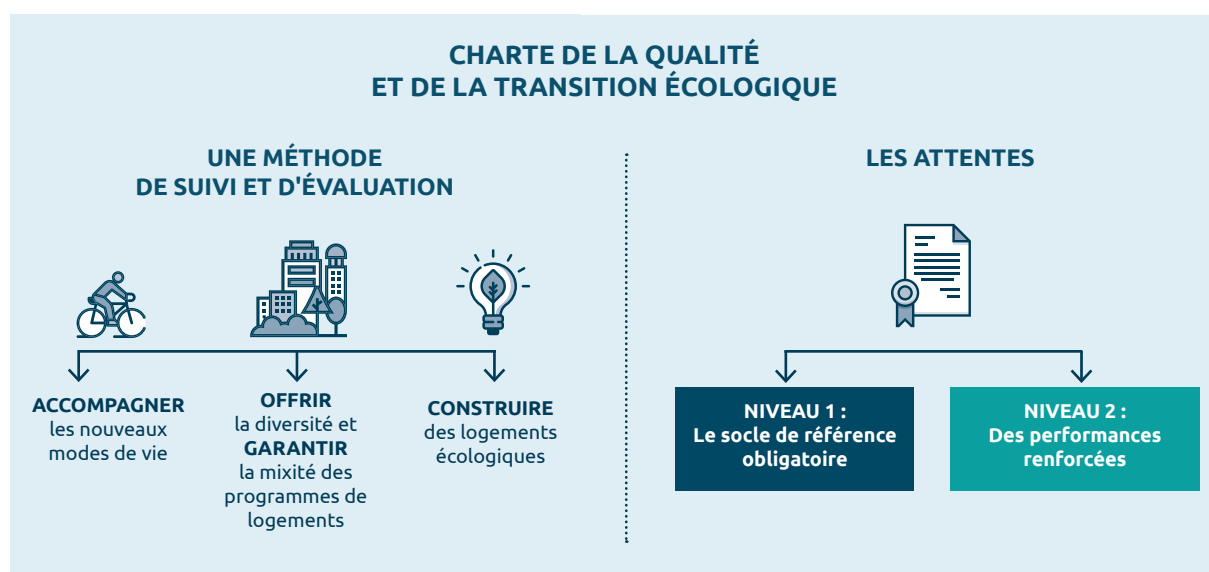 CHARTE DE LA QUALITÉ
ET DE LA TRANSITION ÉCOLOGIQUE
UNE MÉTHODE
DE SUIVI ET D'ÉVALUATION
ACCOMPAGNER
les nouveaux
modes de vie
OFFRIR
la diversité et
GARANTIR
la mixité des
programmes de
logements
CONSTRUIRE
des logements
écologiques
LES ATTENTES
NIVEAU 1 :
Le socle de référence
obligatoire
NIVEAU 2 :
Des performances
renforcées